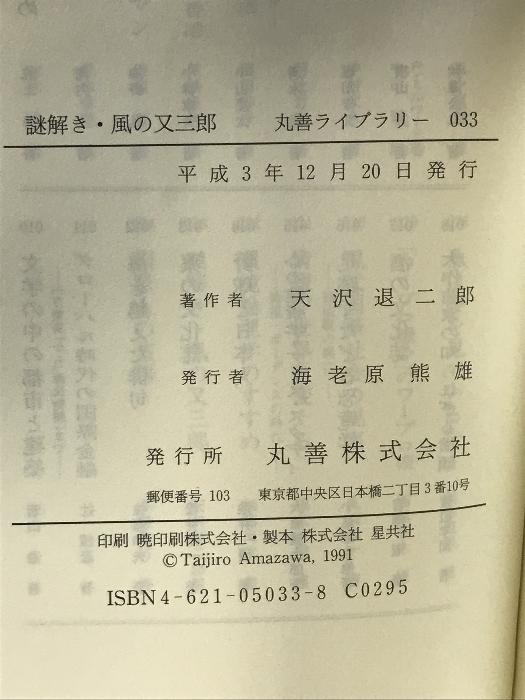 謎解き・風の又三郎 丸善ライブラリー 033
平成3年12月20日発行
著作者 天沢退二郎
発行者 海老原熊雄
発行所 丸善株式会社
郵便番号 103 東京都中央区日本橋二丁目3番10号
印刷 暁印刷株式会社・製本 株式会社 星共社
© Taijiro Amazawa, 1991
ISBN4-621-05033-8 C0295